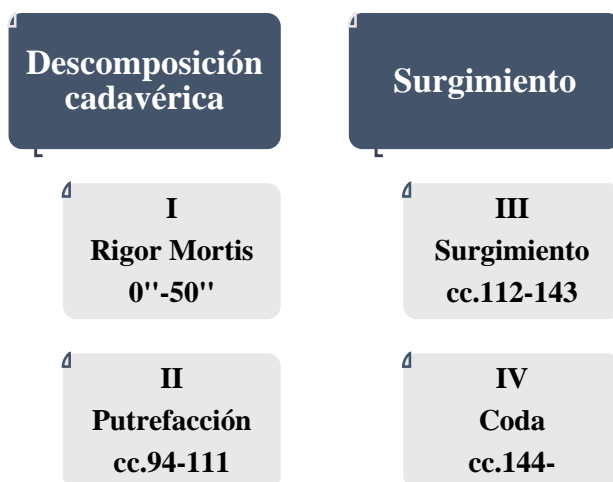 Descomposición
cadavérica
I
Rigor Mortis
0''-50''
II
Putrefacción
cc.94-111
Surgimiento
III
Surgimiento
cc.112-143
IV
Coda
cc.144-